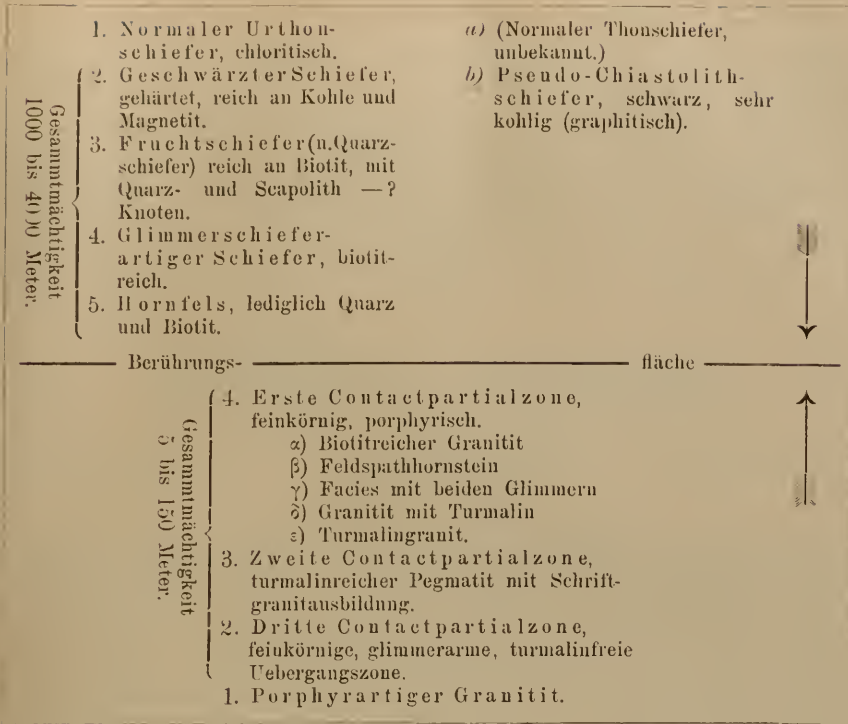 1. Normaler Urthon-
schiefer, chloritisch.
2. Geschwärzter Schiefer,
gehärtet, reich an Kohle und
Magnetit.
3. Fruchtschiefer (u. Quarz-
schiefer) reich an Biotit, mit
Quarz- und Scapolith —?
Knoten.
4. Glimmerschiefer-
artiger Schiefer, biotit-
reich.
5. Hornfels, lediglich Quarz
und Biotit.
Gesammtmächtigkeit
1000 bis 4000 Meter.
a) (Normaler Thonschiefer,
unbekannt.)
b) Pseudo-Chiastolith-
schiefer, schwarz, sehr
kohlig (graphitisch).
Berührungs- fläche
4. Erste Contactpartialzone,
feinkörnig, porphyrisch.
α) Biotitreicher Granitit
β) Feldspathhornstein
γ) Facies mit beiden Glimmern
δ) Granitit mit Turmalin
ε) Turmalingranit.
3. Zweite Contactpartialzone,
turmalinreicher Pegmatit mit Schrift-
granitausbildung.
2. Dritte Contactpartialzone,
feinkörnige, glimmerarme, turmalinfreie
Uebergangszone.
1. Porphyrartiger Granitit.
Gesammtmächtigkeit
5 bis 150 Meter.